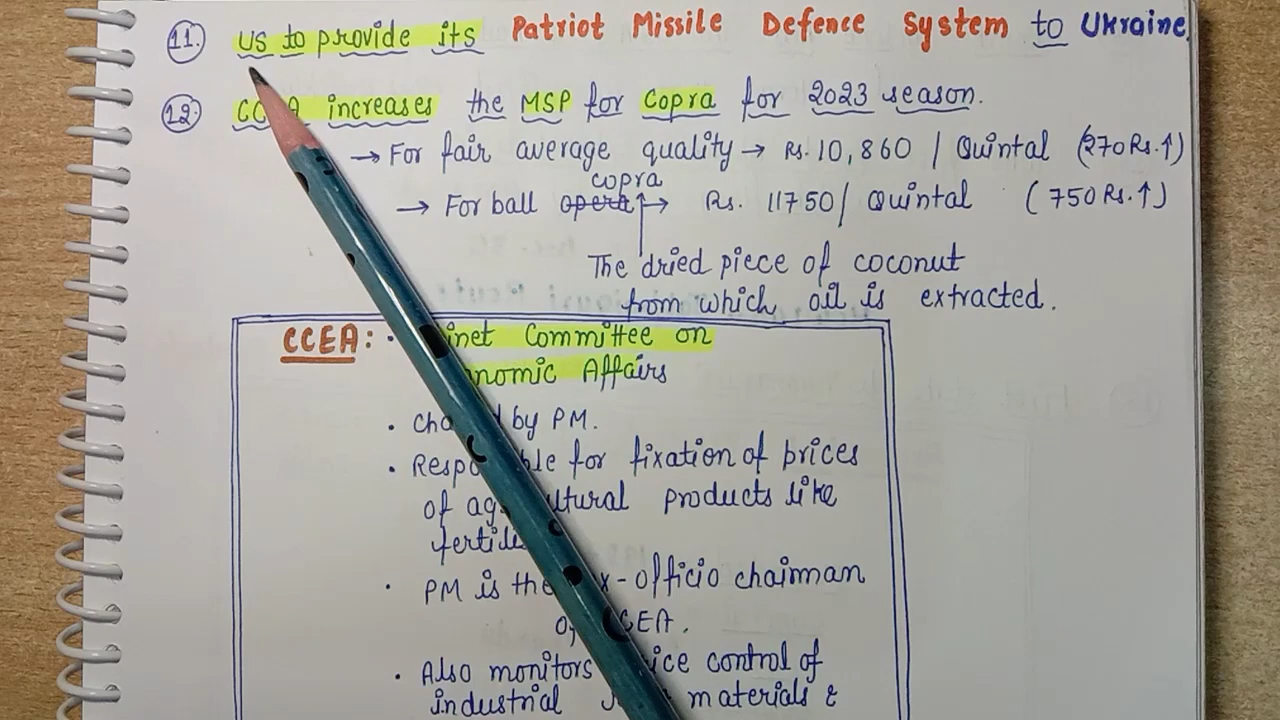 11. US to provide its Patriot Missile Defence System to Ukraine.
12. increases the MSP for Copra for 2023 season.
→ For fair average quality → Rs. 10,860 / Quintal (270 Rs.↑)
copra
→ For ball opera → Rs. 11750/ Quintal (750 Rs.↑)
The dried piece of coconut
from which oil is extracted.
CCEA: Committee on
Affairs
• by PM.
• for fixation of prices
of products like
• PM is the officio chairman
of
• Also monitors control of
industrial materials &